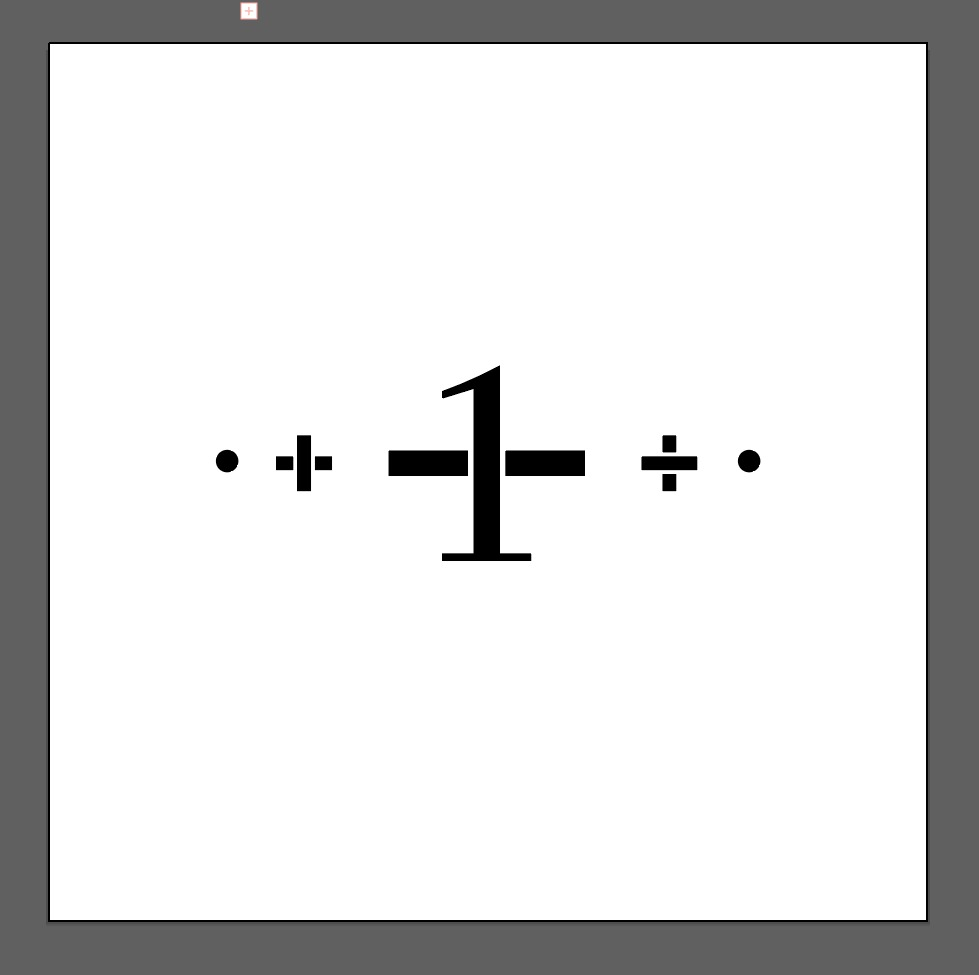 • + 1 ÷ •